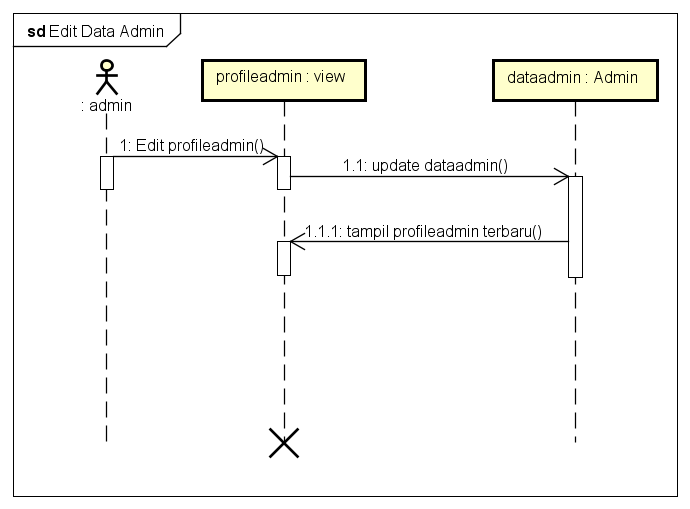 sd Edit Data Admin
: admin
profileadmin : view
dataadmin : Admin
1: Edit profileadmin()
1.1: update dataadmin()
1.1.1: tampil profileadmin terbaru()